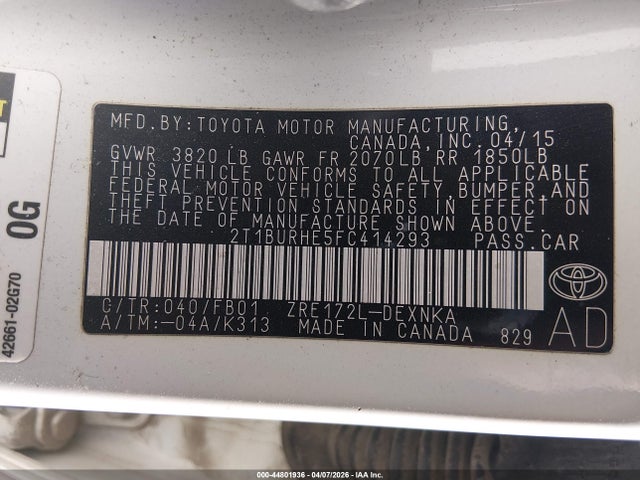 MFD. BY: TOYOTA MOTOR MANUFACTURING,
CANADA, INC. 04/15
GVWR 3820 LB GAWR FR 2070LB RR 1850LB
THIS VEHICLE CONFORMS TO ALL APPLICABLE
FEDERAL MOTOR VEHICLE SAFETY, BUMPER, AND
THEFT PREVENTION STANDARDS IN EFFECT ON
THE DATE OF MANUFACTURE SHOWN ABOVE.
2T1BURHE5FC414293 PASS. CAR
C/TR: 040/FB01 ZRE172L-DEXNKA
A/TM: -04A/K313 MADE IN CANADA 829
AD
0G
42661-02G70
000-44801936 - 04/07/2026 - IAA Inc.